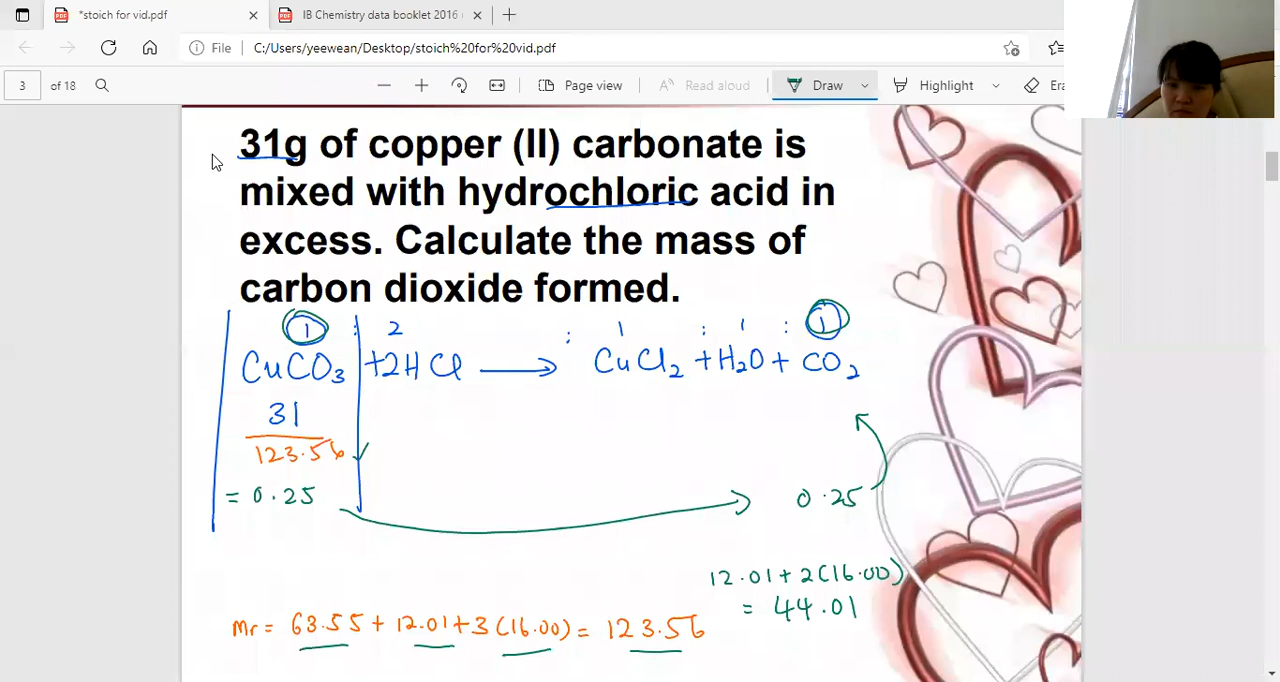 *stoich for vid.pdf
IB Chemistry data booklet 2016
File C:/Users/yeewean/Desktop/stoich%20for%20vid.pdf
3 of 18 Page view Read aloud Draw Highlight Era
31g of copper (II) carbonate is
mixed with hydrochloric acid in
excess. Calculate the mass of
carbon dioxide formed.
1 : 2 : 1 : 1 : 1
CuCO3 + 2HCl → CuCl2 + H2O + CO2
31
123.56
= 0.25
0.25
12.01 + 2(16.00)
= 44.01
Mr = 63.55 + 12.01 + 3(16.00) = 123.56